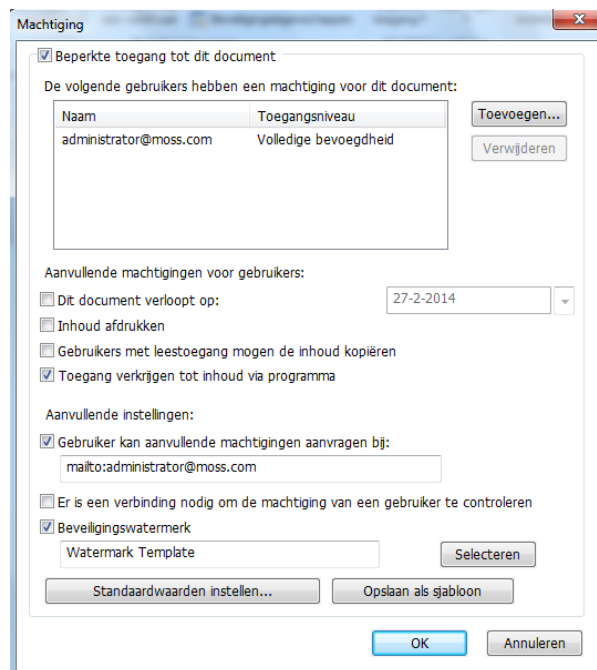 Machtiging
Beperkte toegang tot dit document
De volgende gebruikers hebben een machtiging voor dit document:
Naam Toegangsniveau
administrator@moss.com Volledige bevoegdheid
Toevoegen...
Verwijderen
Aanvullende machtigingen voor gebruikers:
Dit document verloopt op: 27-2-2014
Inhoud afdrukken
Gebruikers met leestoegang mogen de inhoud kopiëren
Toegang verkrijgen tot inhoud via programma
Aanvullende instellingen:
Gebruiker kan aanvullende machtigingen aanvragen bij:
mailto:administrator@moss.com
Er is een verbinding nodig om de machtiging van een gebruiker te controleren
Beveiligingswatermerk
Watermark Template Selecteren
Standaardwaarden instellen... Opslaan als sjabloon
OK Annuleren